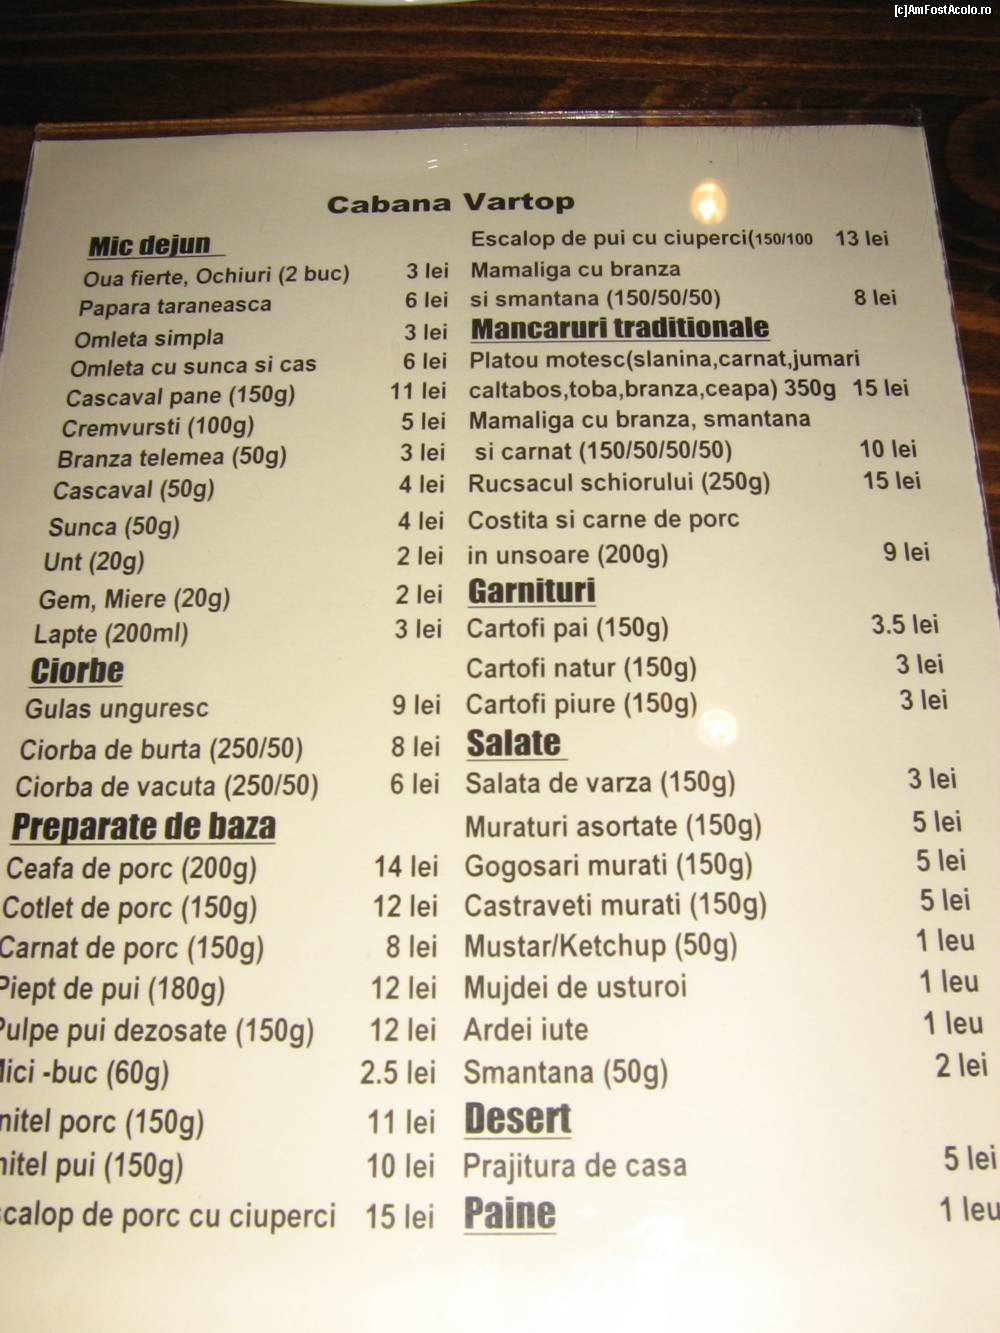 [c]AmFostAcolo.ro
Cabana Vartop
Mic dejun
Oua fierte, Ochiuri (2 buc) 3 lei
Papara taraneasca 6 lei
Omleta simpla 3 lei
Omleta cu sunca si cas 6 lei
Cascaval pane (150g) 11 lei
Cremvursti (100g) 5 lei
Branza telemea (50g) 3 lei
Cascaval (50g) 4 lei
Sunca (50g) 4 lei
Unt (20g) 2 lei
Gem, Miere (20g) 2 lei
Lapte (200ml) 3 lei
Ciorbe
Gulas unguresc 9 lei
Ciorba de burta (250/50) 8 lei
Ciorba de vacuta (250/50) 6 lei
Preparate de baza
Ceafa de porc (200g) 14 lei
Cotlet de porc (150g) 12 lei
Carnat de porc (150g) 8 lei
Piept de pui (180g) 12 lei
Pulpe pui dezosate (150g) 12 lei
ici -buc (60g) 2.5 lei
nitel porc (150g) 11 lei
nitel pui (150g) 10 lei
calop de porc cu ciuperci 15 lei
Escalop de pui cu ciuperci(150/100 13 lei
Mamaliga cu branza
si smantana (150/50/50) 8 lei
Mancaruri traditionale
Platou motesc(slanina,carnat,jumari
caltabos,toba,branza,ceapa) 350g 15 lei
Mamaliga cu branza, smantana
si carnat (150/50/50/50) 10 lei
Rucsacul schiorului (250g) 15 lei
Costita si carne de porc
in unsoare (200g) 9 lei
Garnituri
Cartofi pai (150g) 3.5 lei
Cartofi natur (150g) 3 lei
Cartofi piure (150g) 3 lei
Salate
Salata de varza (150g) 3 lei
Muraturi asortate (150g) 5 lei
Gogosari murati (150g) 5 lei
Castraveti murati (150g) 5 lei
Mustar/Ketchup (50g) 1 leu
Mujdei de usturoi 1 leu
Ardei iute 1 leu
Smantana (50g) 2 lei
Desert
Prajitura de casa 5 lei
Paine 1 leu